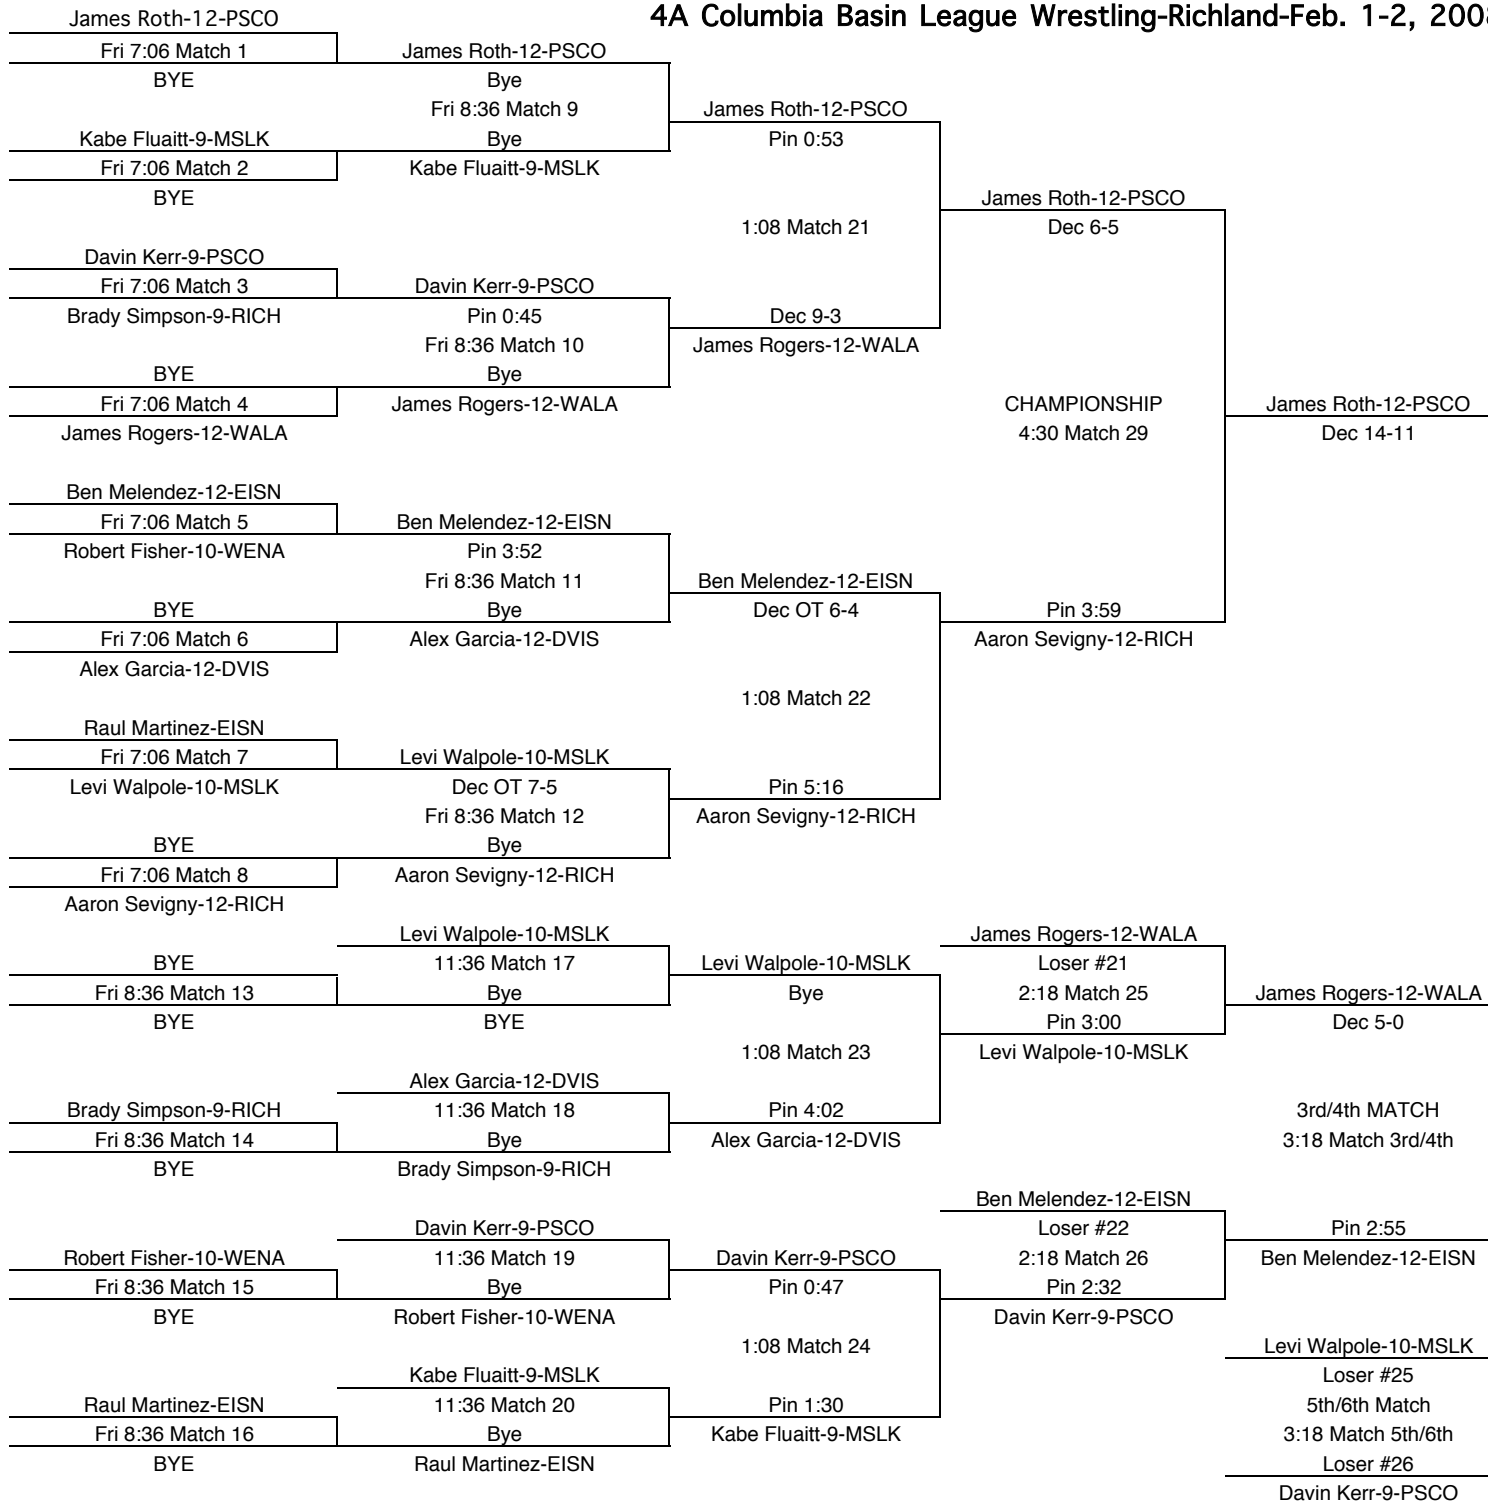 4A Columbia Basin League Wrestling-Richland-Feb. 1-2, 2008
James Roth-12-PSCO
Fri 7:06 Match 1
BYE
Kabe Fluaitt-9-MSLK
Fri 7:06 Match 2
BYE
Davin Kerr-9-PSCO
Fri 7:06 Match 3
Brady Simpson-9-RICH
BYE
Fri 7:06 Match 4
James Rogers-12-WALA
Ben Melendez-12-EISN
Fri 7:06 Match 5
Robert Fisher-10-WENA
BYE
Fri 7:06 Match 6
Alex Garcia-12-DVIS
Raul Martinez-EISN
Fri 7:06 Match 7
Levi Walpole-10-MSLK
BYE
Fri 7:06 Match 8
Aaron Sevigny-12-RICH
James Roth-12-PSCO
Bye
Fri 8:36 Match 9
Bye
Kabe Fluaitt-9-MSLK
Davin Kerr-9-PSCO
Pin 0:45
Fri 8:36 Match 10
Bye
James Rogers-12-WALA
Ben Melendez-12-EISN
Pin 3:52
Fri 8:36 Match 11
Bye
Alex Garcia-12-DVIS
Levi Walpole-10-MSLK
Dec OT 7-5
Fri 8:36 Match 12
Bye
Aaron Sevigny-12-RICH
James Roth-12-PSCO
Pin 0:53
1:08 Match 21
Dec 9-3
James Rogers-12-WALA
Ben Melendez-12-EISN
Dec OT 6-4
1:08 Match 22
Pin 5:16
Aaron Sevigny-12-RICH
James Roth-12-PSCO
Dec 6-5
CHAMPIONSHIP
4:30 Match 29
Pin 3:59
Aaron Sevigny-12-RICH
James Roth-12-PSCO
Dec 14-11
BYE
Fri 8:36 Match 13
BYE
Brady Simpson-9-RICH
Fri 8:36 Match 14
BYE
Robert Fisher-10-WENA
Fri 8:36 Match 15
BYE
Raul Martinez-EISN
Fri 8:36 Match 16
BYE
Levi Walpole-10-MSLK
11:36 Match 17
Bye
BYE
Alex Garcia-12-DVIS
11:36 Match 18
Bye
Brady Simpson-9-RICH
Davin Kerr-9-PSCO
11:36 Match 19
Bye
Robert Fisher-10-WENA
Kabe Fluaitt-9-MSLK
11:36 Match 20
Bye
Raul Martinez-EISN
Levi Walpole-10-MSLK
Bye
1:08 Match 23
Pin 4:02
Alex Garcia-12-DVIS
Davin Kerr-9-PSCO
Pin 0:47
1:08 Match 24
Pin 1:30
Kabe Fluaitt-9-MSLK
James Rogers-12-WALA
Loser #21
2:18 Match 25
Pin 3:00
Levi Walpole-10-MSLK
Ben Melendez-12-EISN
Loser #22
2:18 Match 26
Pin 2:32
Davin Kerr-9-PSCO
James Rogers-12-WALA
Dec 5-0
3rd/4th MATCH
3:18 Match 3rd/4th
Pin 2:55
Ben Melendez-12-EISN
Levi Walpole-10-MSLK
Loser #25
5th/6th Match
3:18 Match 5th/6th
Loser #26
Davin Kerr-9-PSCO